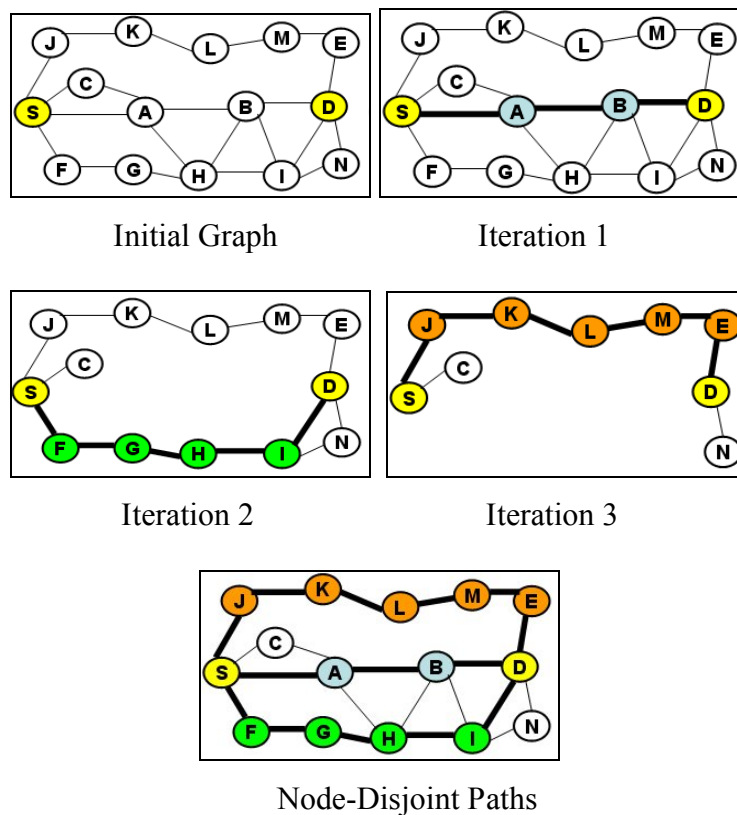 J K L M E
C
S A B D
F G H I N
J K L M E
C
S A B D
F G H I N
Initial Graph
Iteration 1
J K L M E
C
S D
F G H I N
J K L M E
C
S D
N
Iteration 2
Iteration 3
J K L M E
C
S A B D
F G H I N
Node-Disjoint Paths